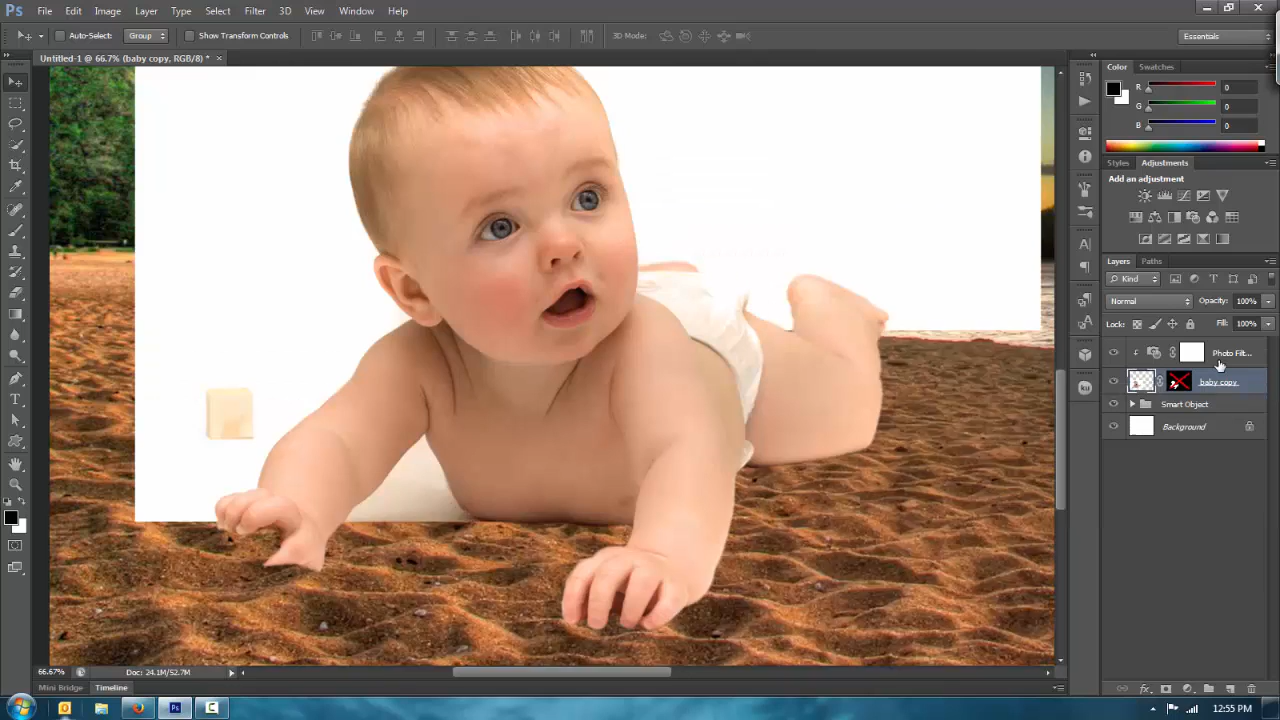 Ps File Edit Image Layer Type Select Filter 3D View Window Help
Auto-Select: Group Show Transform Controls 3D Mode: Essentials
Untitled-1 @ 66.7% (baby copy, RGB/8) * ×
Color Swatches
R 0
G 0
B 0
Styles Adjustments
Add an adjustment
Layers Paths
Kind
Normal Opacity: 100%
Lock: Fill: 100%
Photo Filt...
baby copy
Smart Object
Background
66.67% Doc: 24.1M/52.7M
Mini Bridge Timeline
12:55 PM